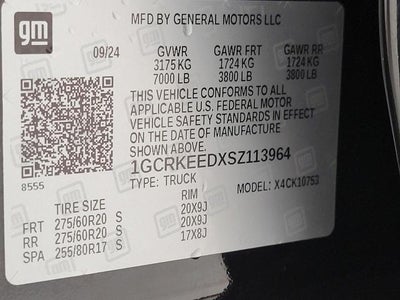 gm
MFD BY GENERAL MOTORS LLC
09/24 GVWR GAWR FRT GAWR RR
3175 KG 1724 KG 1724 KG
7000 LB 3800 LB 3800 LB
THIS VEHICLE CONFORMS TO ALL
APPLICABLE U.S. FEDERAL MOTOR
VEHICLE SAFETY STANDARDS IN EFFECT
ON THE DATE OF MANUFACTURE
SHOWN ABOVE.
1GCRKEEDXSZ113964
8555
TYPE: TRUCK MODEL: X4CK10753
TIRE SIZE RIM
FRT 275/60R20 S 20X9J
RR 275/60R20 S 20X9J
SPA 255/80R17 S 17X8J